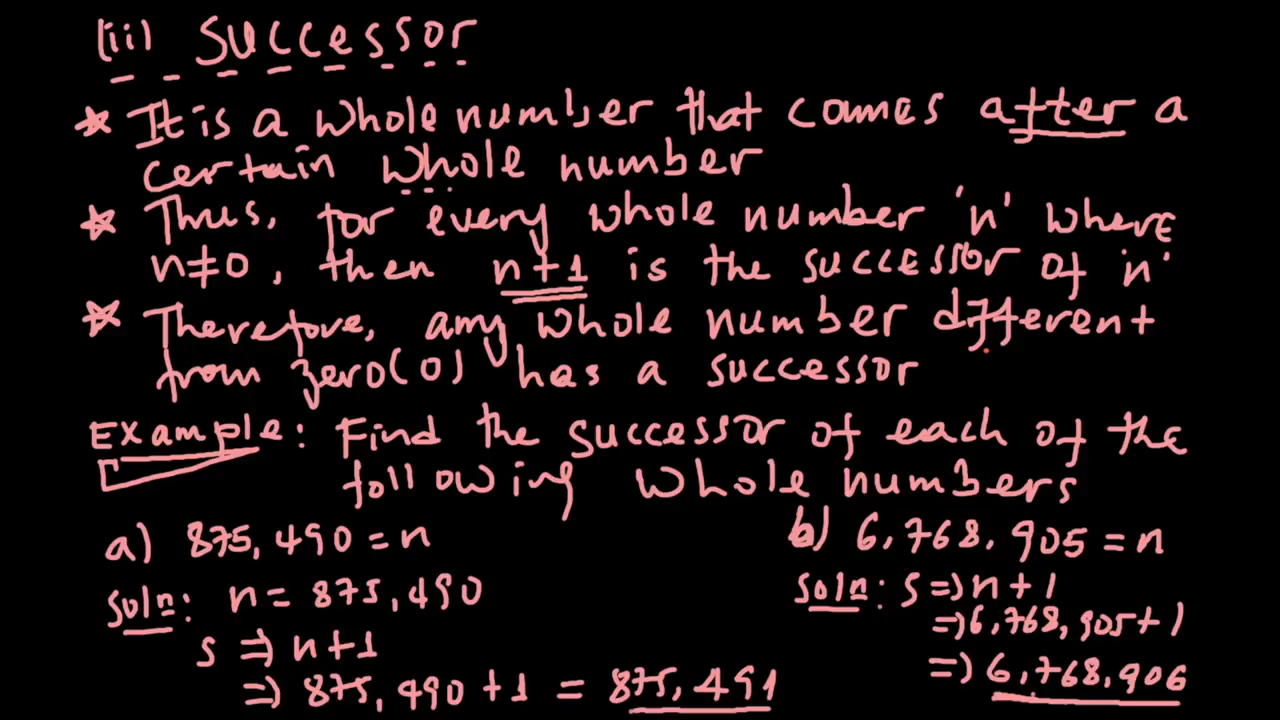 (iii) Successor
* It is a whole number that comes after a
certain whole number
* Thus, for every whole number 'n' where
n≠0, then n+1 is the successor of 'n'
* Therefore, any whole number different
from zero(0) has a successor
Example: Find the successor of each of the
following whole numbers
a) 875,490 = n
b) 6,768,905 = n
Soln: n = 875,490
S ⇒ n+1
⇒ 875,490 + 1 = 875,491
Soln: S ⇒ n+1
⇒ 6,768,905 + 1
⇒ 6,768,906